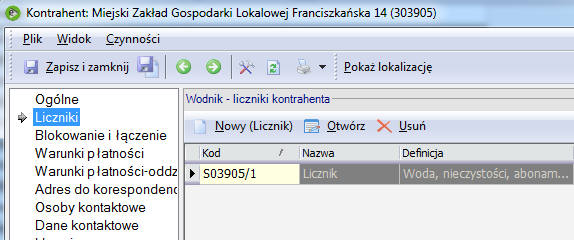 Kontrahent: Miejski Zakład Gospodarki Lokalowej Franciszkańska 14 (303905)
Plik Widok Czynności
Zapisz i zamknij Pokaż lokalizację
Ogólne
Liczniki
Blokowanie i łączenie
Warunki płatności
Warunki płatności-oddz
Adres do korespondenc
Osoby kontaktowe
Dane kontaktowe
Wodnik - liczniki kontrahenta
Nowy (Licznik) Otwórz Usuń
Kod Nazwa Definicja
S03905/1 Licznik Woda, nieczystości, abonam...